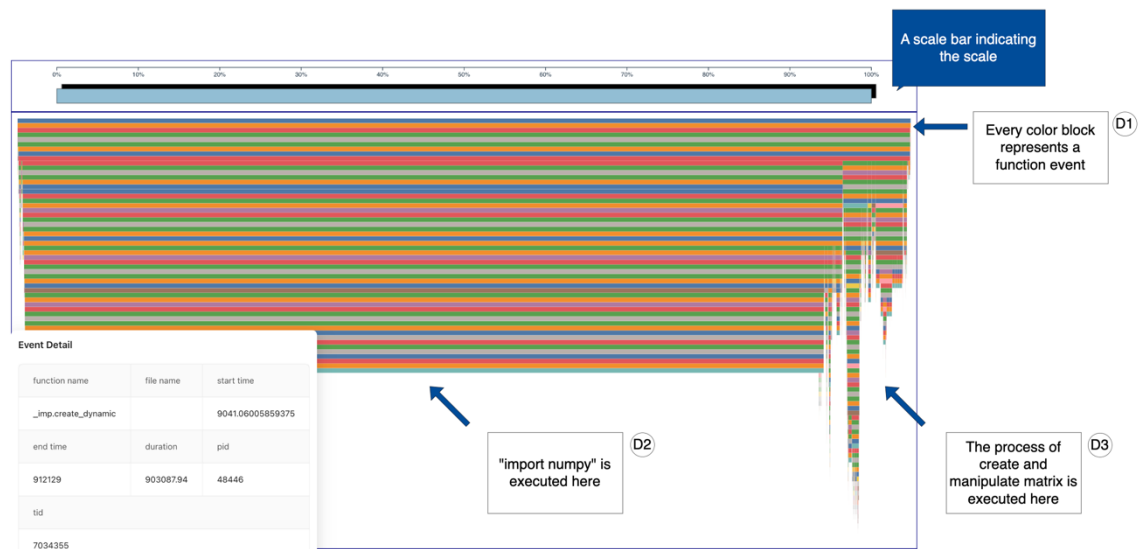 A scale bar indicating
the scale
0% 10% 20% 30% 40% 50% 60% 70% 80% 90% 100%
Every color block
represents a
function event
D1
Event Detail
function name file name start time
_imp.create_dynamic 9041.06005859375
end time duration pid
912129 903087.94 48446
tid
7034355
"import numpy" is
executed here
D2
The process of
create and
manipulate matrix is
executed here
D3